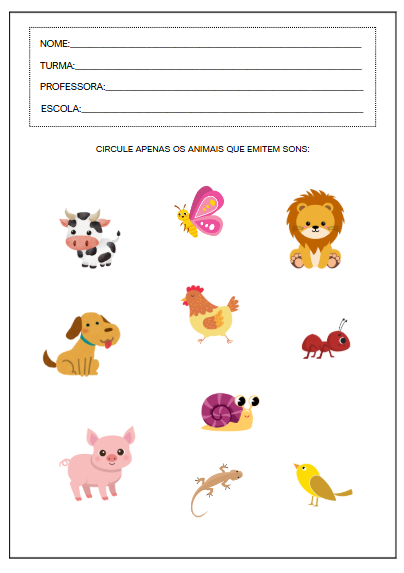 NOME:
TURMA:
PROFESSORA:
ESCOLA:
CIRCULE APENAS OS ANIMAIS QUE EMITEM SONS: